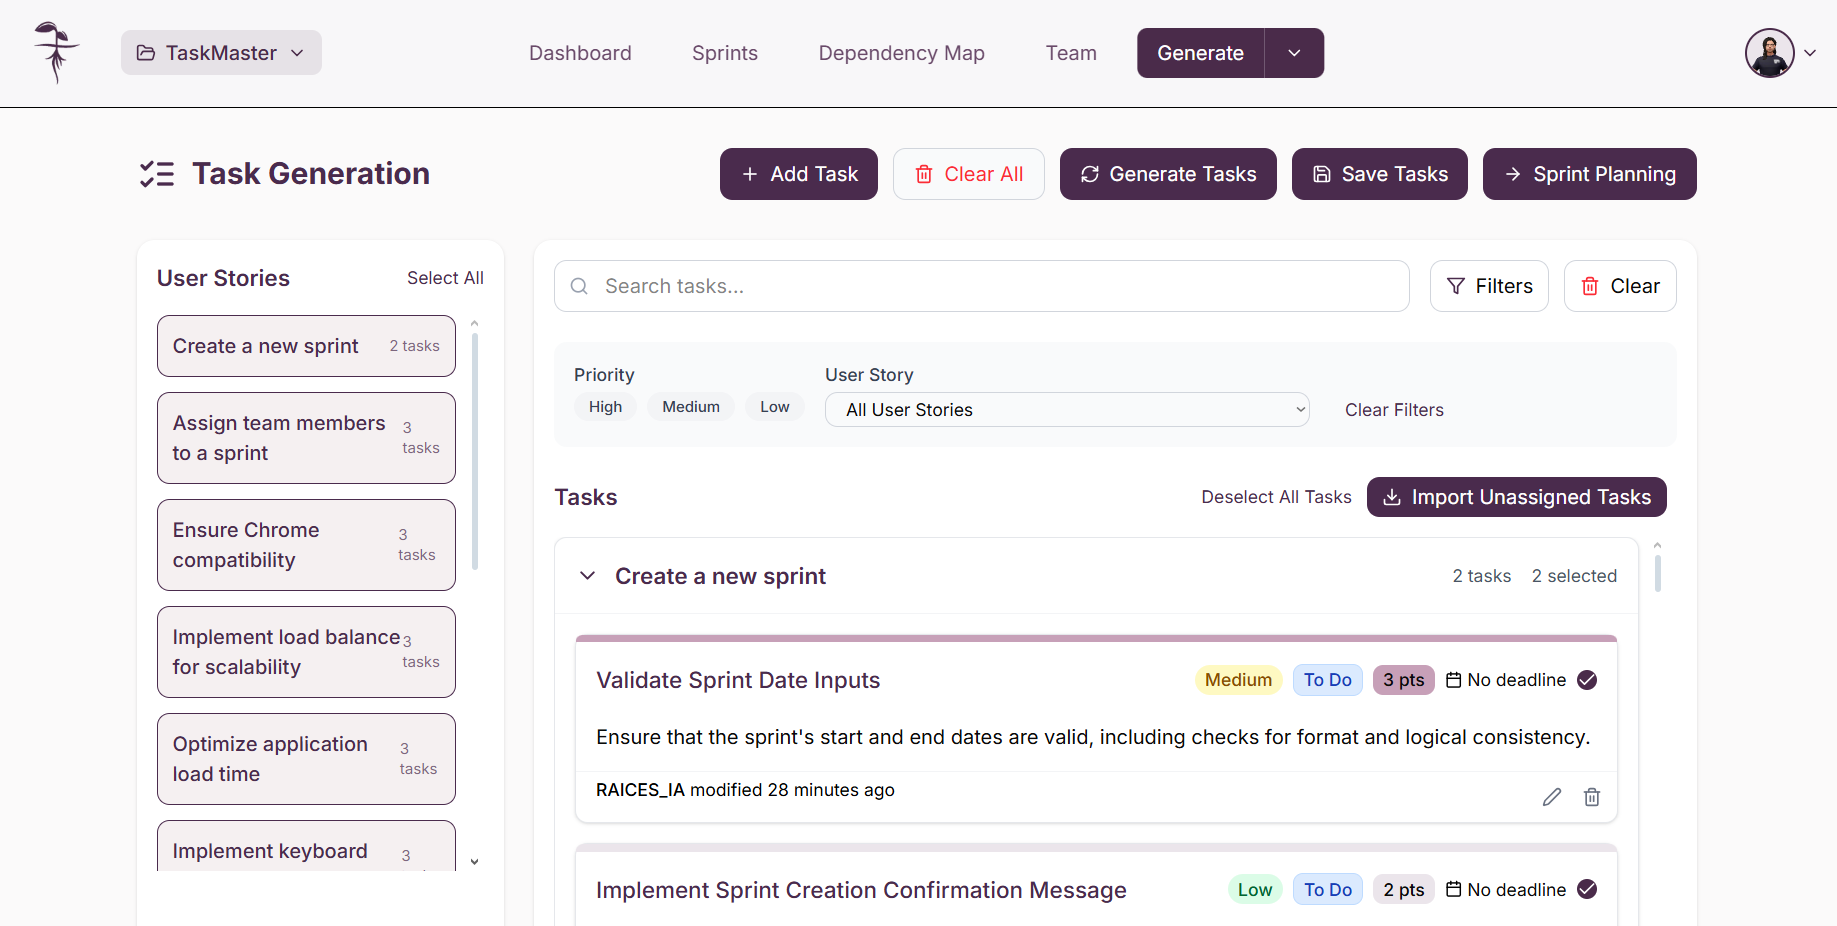 TaskMaster
Dashboard
Sprints
Dependency Map
Team
Generate
Task Generation
Add Task
Clear All
Generate Tasks
Save Tasks
Sprint Planning
User Stories
Select All
Create a new sprint
2 tasks
Assign team members
to a sprint
3
tasks
Ensure Chrome
compatibility
3
tasks
Implement load balance
for scalability
3
tasks
Optimize application
load time
3
tasks
Implement keyboard
3
Search tasks...
Filters
Clear
Priority
High
Medium
Low
User Story
All User Stories
Clear Filters
Tasks
Deselect All Tasks
Import Unassigned Tasks
Create a new sprint
2 tasks
2 selected
Validate Sprint Date Inputs
Medium
To Do
3 pts
No deadline
Ensure that the sprint's start and end dates are valid, including checks for format and logical consistency.
RAICES_IA modified 28 minutes ago
Implement Sprint Creation Confirmation Message
Low
To Do
2 pts
No deadline